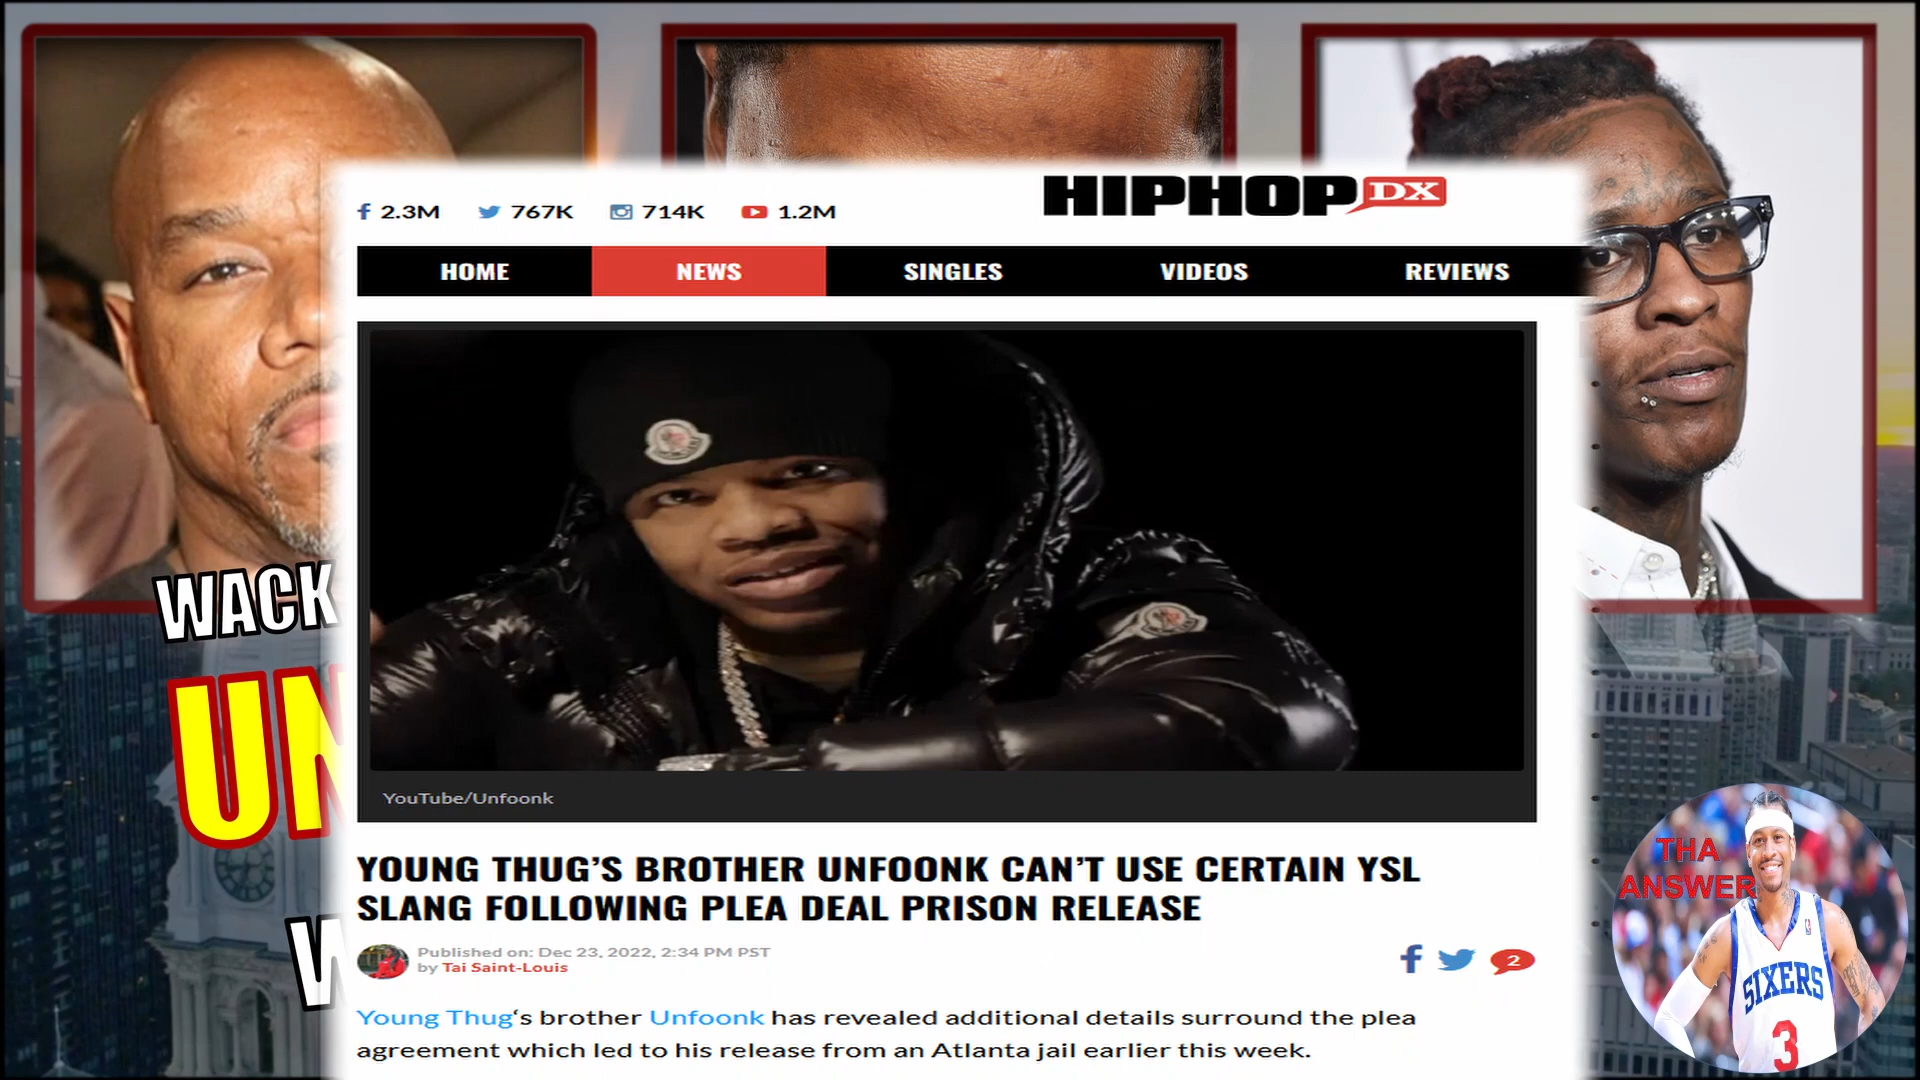 2.3M 767K 714K 1.2M
HIPHOPDX
HOME NEWS SINGLES VIDEOS REVIEWS
WACK
UN
W
YouTube/Unfoonk
YOUNG THUG’S BROTHER UNFOONK CAN’T USE CERTAIN YSL
SLANG FOLLOWING PLEA DEAL PRISON RELEASE
Published on: Dec 23, 2022, 2:34 PM PST
by Tai Saint-Louis
2
Young Thug‘s brother Unfoonk has revealed additional details surround the plea
agreement which led to his release from an Atlanta jail earlier this week.
THA
ANSWER
SIXERS
3